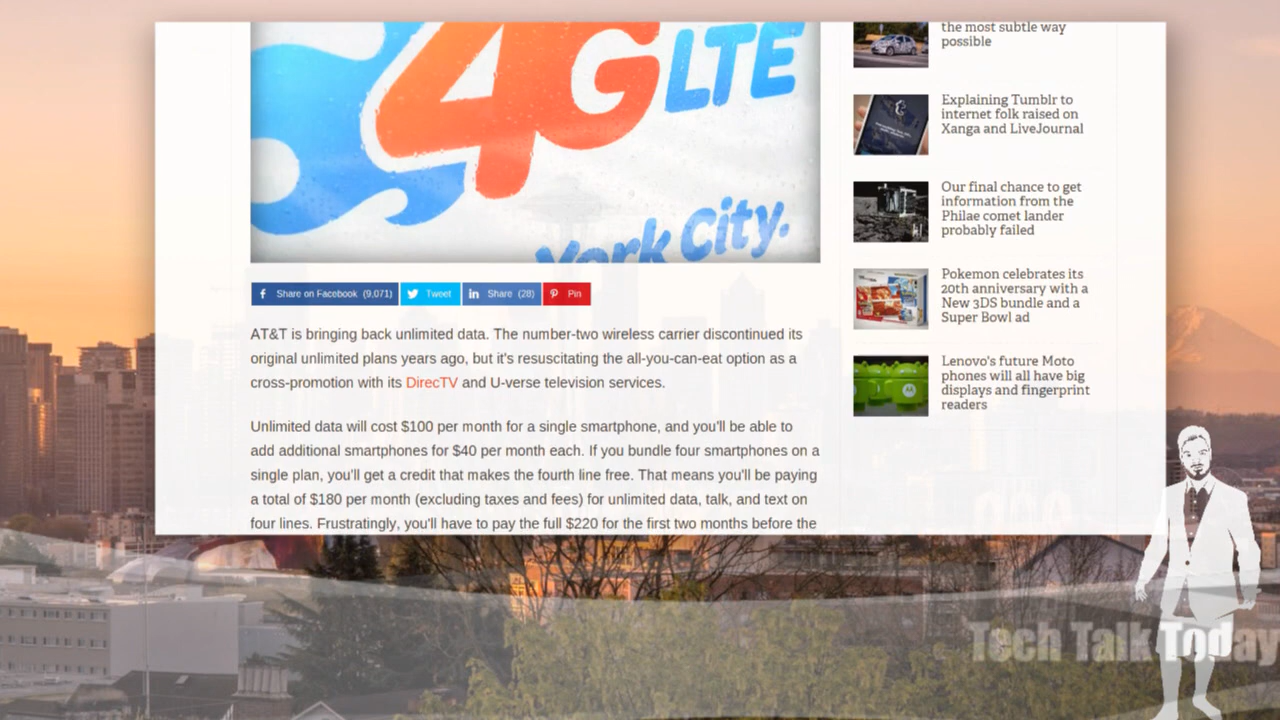 4G LTE
York City.
Share on Facebook (9,071)
Tweet
Share (28)
Pin
AT&T is bringing back unlimited data. The number-two wireless carrier discontinued its
original unlimited plans years ago, but it's resuscitating the all-you-can-eat option as a
cross-promotion with its DirecTV and U-verse television services.
Unlimited data will cost $100 per month for a single smartphone, and you'll be able to
add additional smartphones for $40 per month each. If you bundle four smartphones on a
single plan, you'll get a credit that makes the fourth line free. That means you'll be paying
a total of $180 per month (excluding taxes and fees) for unlimited data, talk, and text on
four lines. Frustratingly, you'll have to pay the full $220 for the first two months before the
the most subtle way
possible
Explaining Tumblr to
internet folk raised on
Xanga and LiveJournal
Our final chance to get
information from the
Philae comet lander
probably failed
Pokemon celebrates its
20th anniversary with a
New 3DS bundle and a
Super Bowl ad
Lenovo's future Moto
phones will all have big
displays and fingerprint
readers
Tech Talk Today